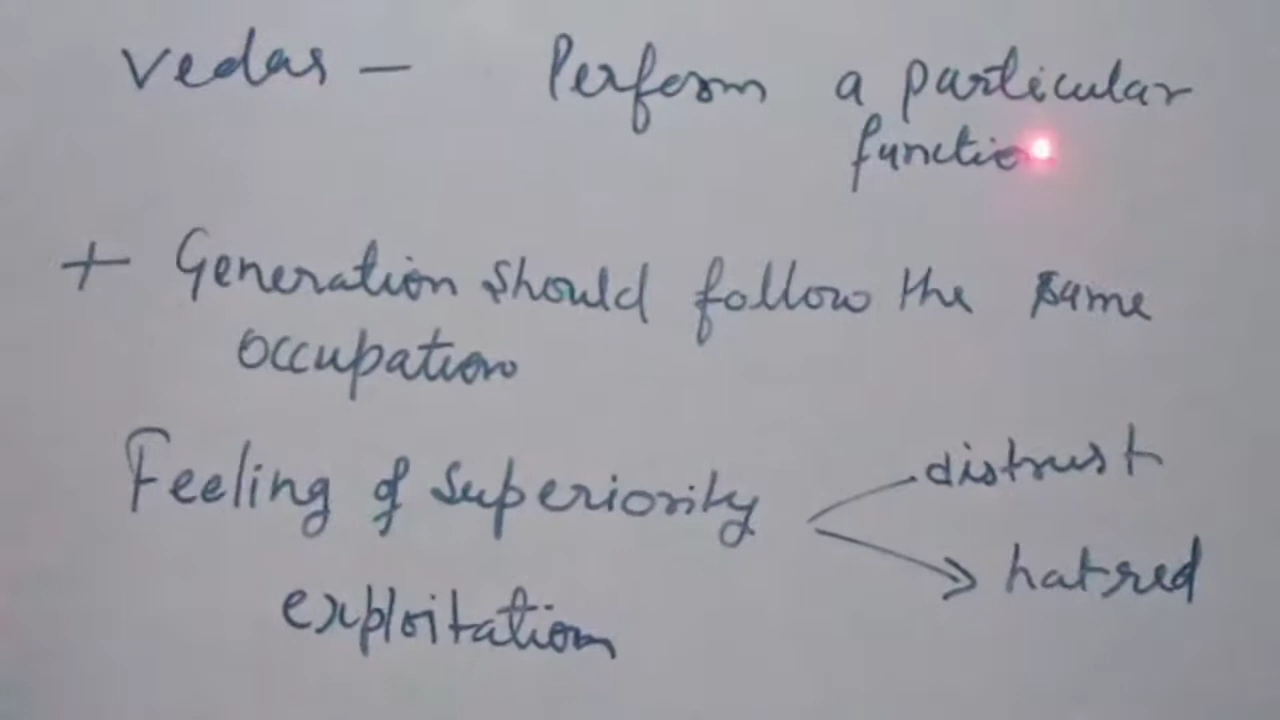 Vedas - Perform a particular
function
+ Generation should follow the same
occupation
Feeling of superiority
distrust
hatred
exploitation